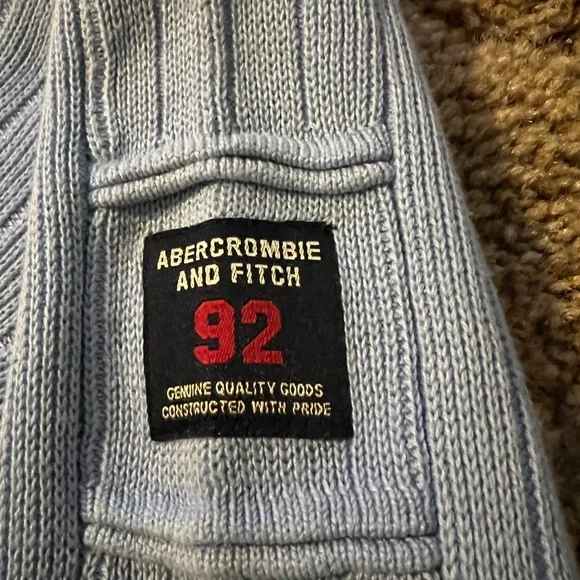 ABERCROMBIE
AND FITCH
92
GENUINE QUALITY GOODS
CONSTRUCTED WITH PRIDE